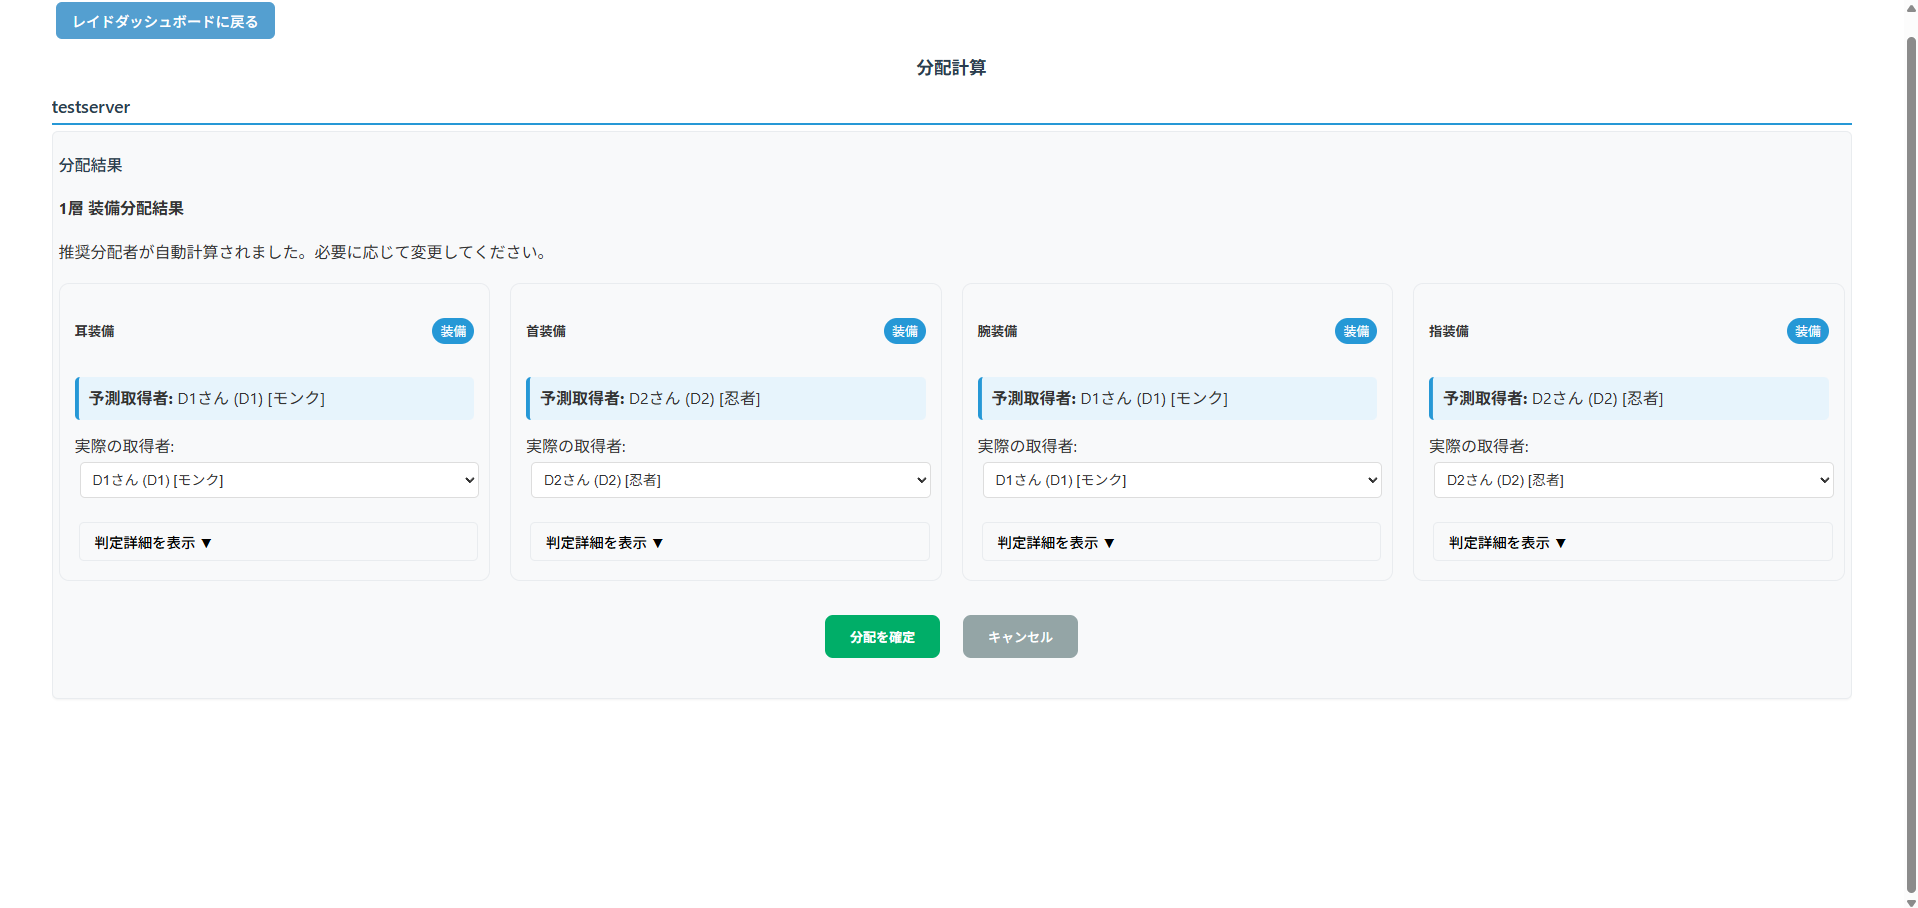 レイドダッシュボードに戻る
分配計算
testserver
分配結果
1層 装備分配結果
推奨分配者が自動計算されました。必要に応じて変更してください。
耳装備 装備
予測取得者: D1さん (D1) [モンク]
実際の取得者:
D1さん (D1) [モンク]
判定詳細を表示 ▼
首装備 装備
予測取得者: D2さん (D2) [忍者]
実際の取得者:
D2さん (D2) [忍者]
判定詳細を表示 ▼
腕装備 装備
予測取得者: D1さん (D1) [モンク]
実際の取得者:
D1さん (D1) [モンク]
判定詳細を表示 ▼
指装備 装備
予測取得者: D2さん (D2) [忍者]
実際の取得者:
D2さん (D2) [忍者]
判定詳細を表示 ▼
分配を確定 キャンセル